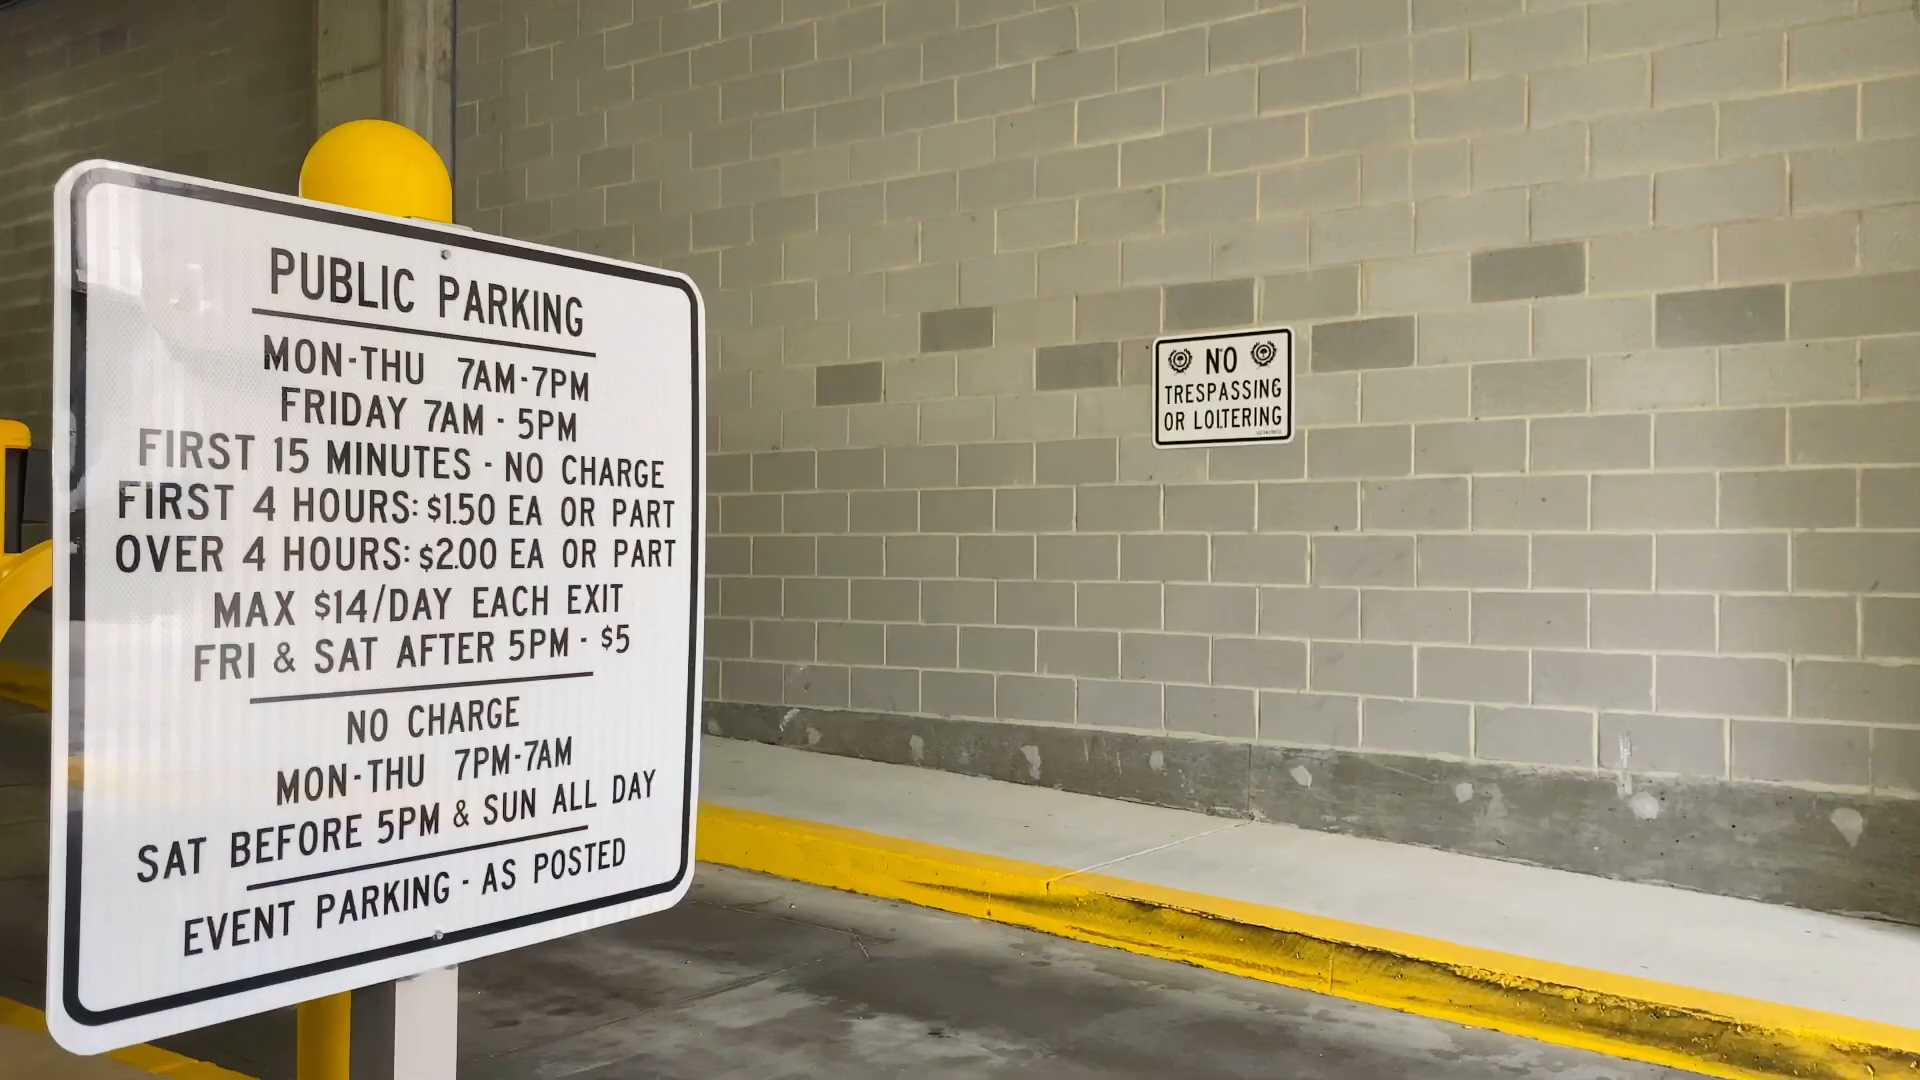 PUBLIC PARKING
MON-THU 7AM-7PM
FRIDAY 7AM - 5PM
FIRST 15 MINUTES - NO CHARGE
FIRST 4 HOURS: $1.50 EA OR PART
OVER 4 HOURS: $2.00 EA OR PART
MAX $14/DAY EACH EXIT
FRI & SAT AFTER 5PM - $5
NO CHARGE
MON-THU 7PM-7AM
SAT BEFORE 5PM & SUN ALL DAY
EVENT PARKING - AS POSTED
NO
TRESPASSING
OR LOITERING